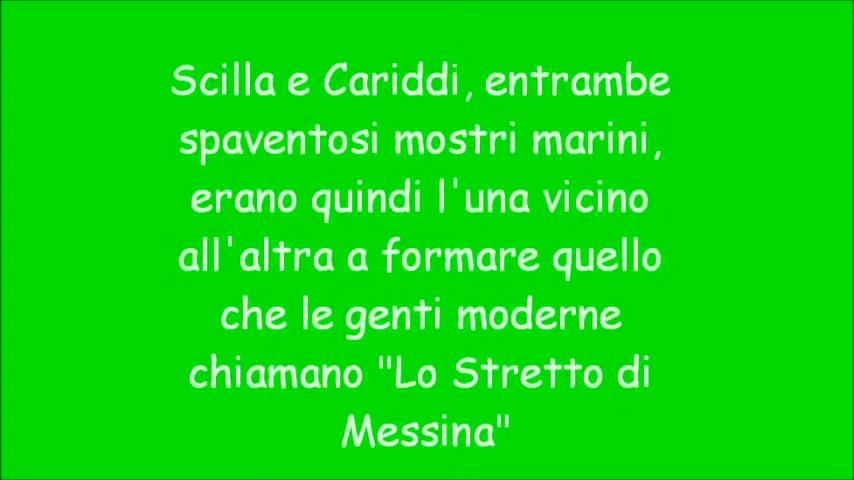 Scilla e Cariddi, entrambe
spaventosi mostri marini,
erano quindi l'una vicino
all'altra a formare quello
che le genti moderne
chiamano "Lo Stretto di
Messina"